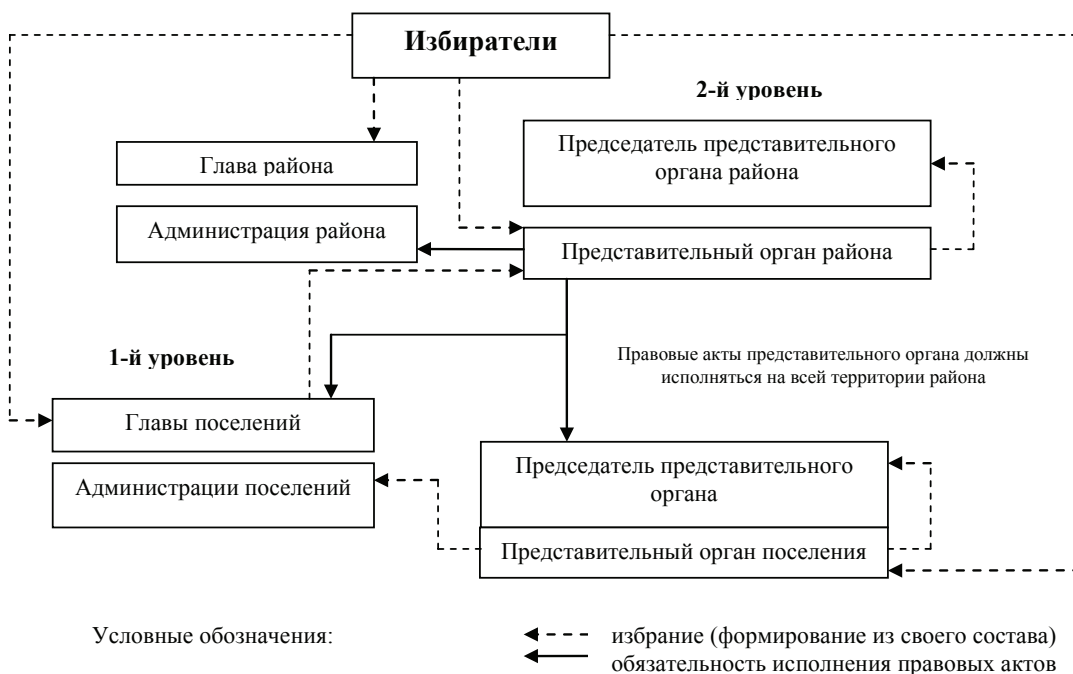 Избиратели
2-й уровень
Председатель представительного
органа района
Глава района
Администрация района
Представительный орган района
1-й уровень
Правовые акты представительного органа должны
исполняться на всей территории района
Главы поселений
Председатель представительного
органа
Администрации поселений
Представительный орган поселения
Условные обозначения:
избрание (формирование из своего состава)
обязательность исполнения правовых актов